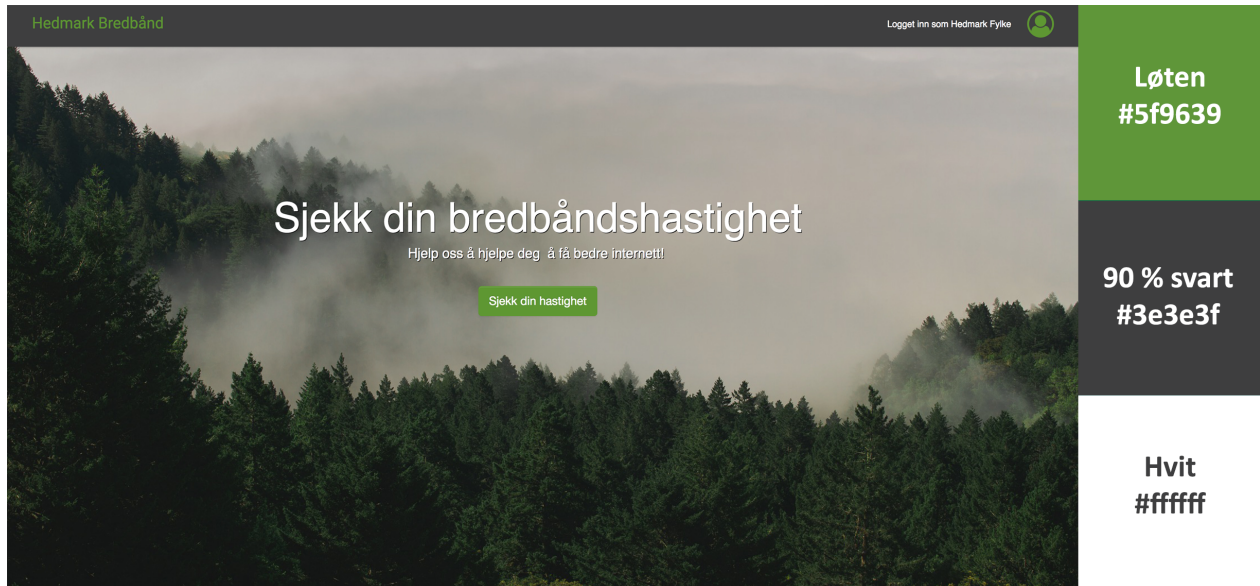 Hedmark Bredbånd
Logget inn som Hedmark Fylke
Sjekk din bredbåndshastighet
Hjelp oss å hjelpe deg  å få bedre internett!
Sjekk din hastighet
Løten
#5f9639
90 % svart
#3e3e3f
Hvit
#ffffff